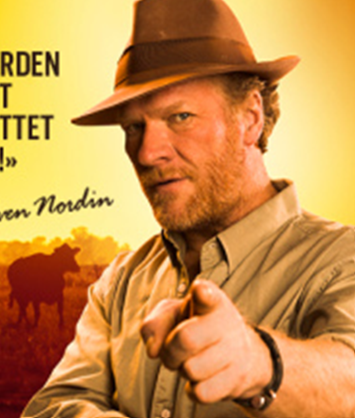 RDEN
T
TTET
!»
ven Nordin